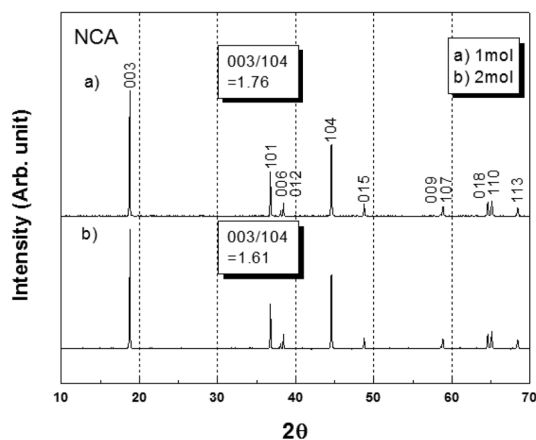 NCA
003/104
=1.76
a) 1mol
b) 2mol
a)
003
101
006
012
104
015
009
107
018
110
113
b)
003/104
=1.61
Intensity (Arb. unit)
10 20 30 40 50 60 70
2θ